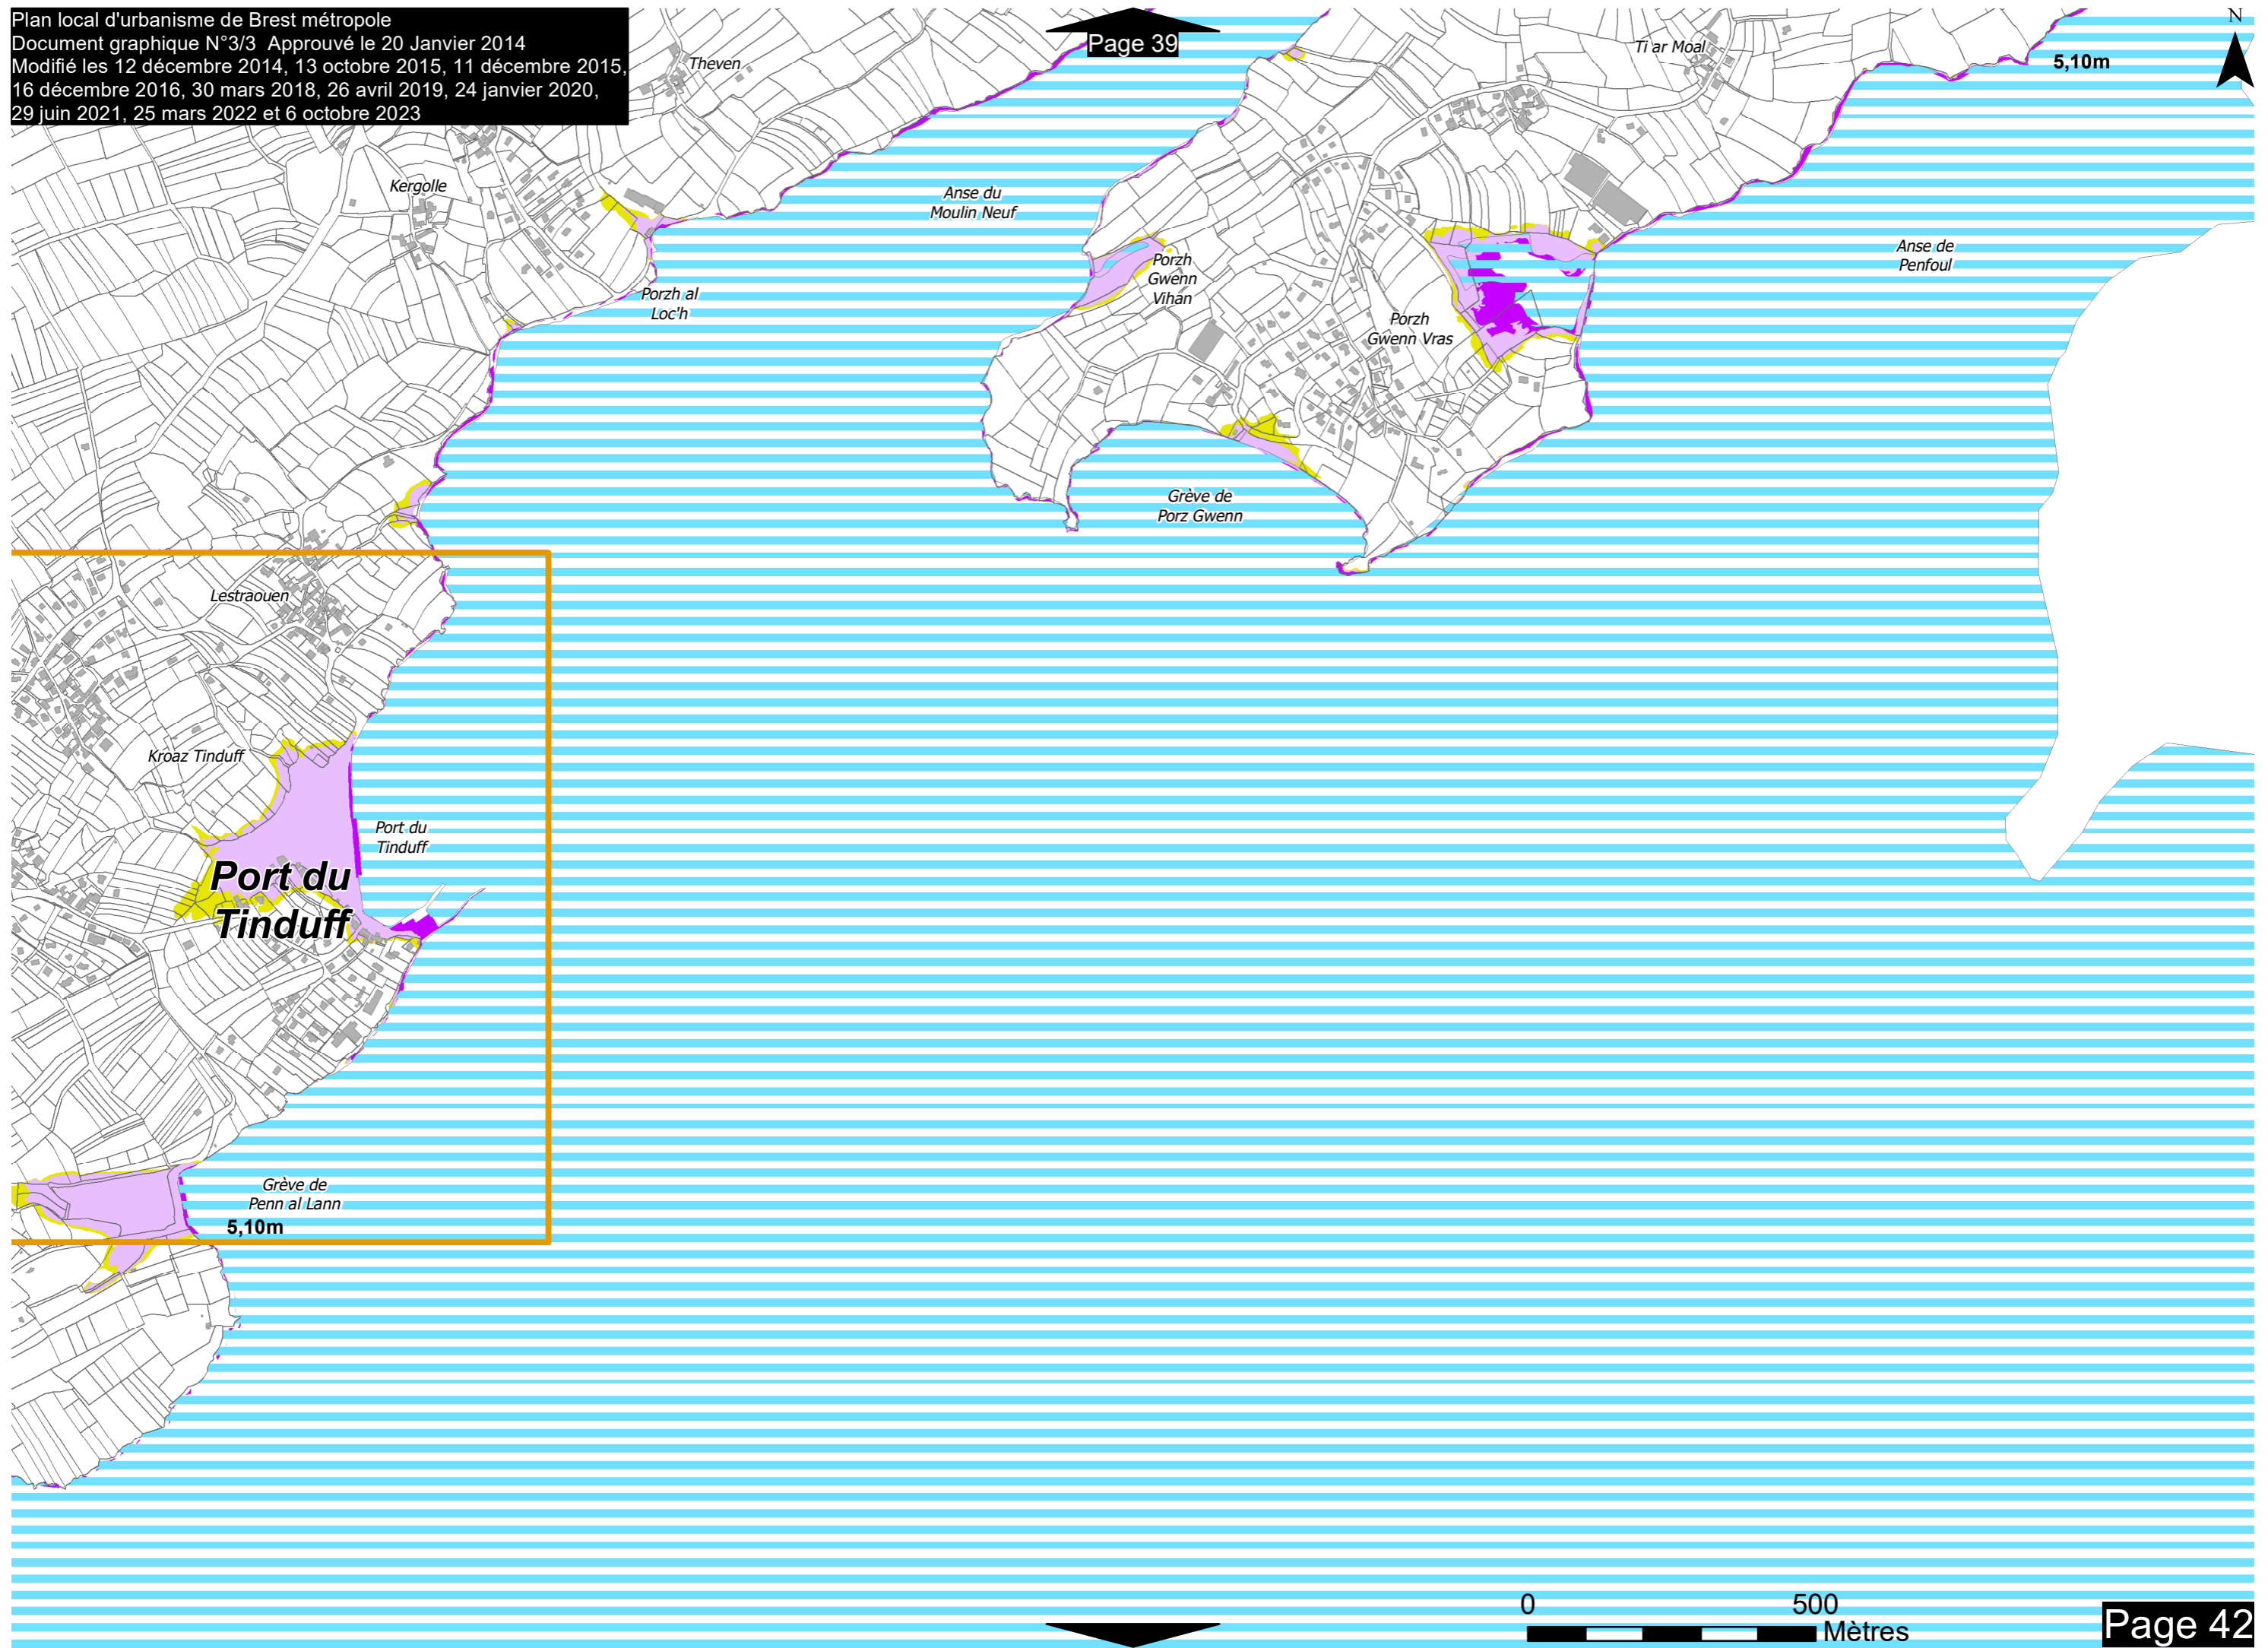 Plan local d'urbanisme de Brest métropole
Document graphique N°3/3  Approuvé le 20 Janvier 2014
Modifié les 12 décembre 2014, 13 octobre 2015, 11 décembre 2015,
16 décembre 2016, 30 mars 2018, 26 avril 2019, 24 janvier 2020,
29 juin 2021, 25 mars 2022 et 6 octobre 2023
Page 39
N
Theven
Ti ar Moal
5,10m
Kergolle
Anse du
Moulin Neuf
Anse de
Penfoul
Porzh
Gwenn
Vihan
Porzh al
Loc'h
Porzh
Gwenn Vras
Grève de
Porz Gwenn
Lestraouen
Kroaz Tinduff
Port du
Tinduff
Port du
Tinduff
Grève de
Penn al Lann
5,10m
0
500
Mètres
Page 42